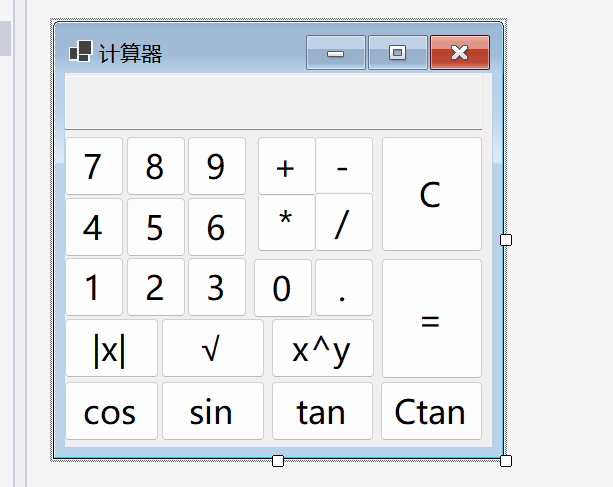 计算器
7 8 9 + - C
4 5 6 * /
1 2 3 0 . =
|x| √ x^y
cos sin tan Ctan